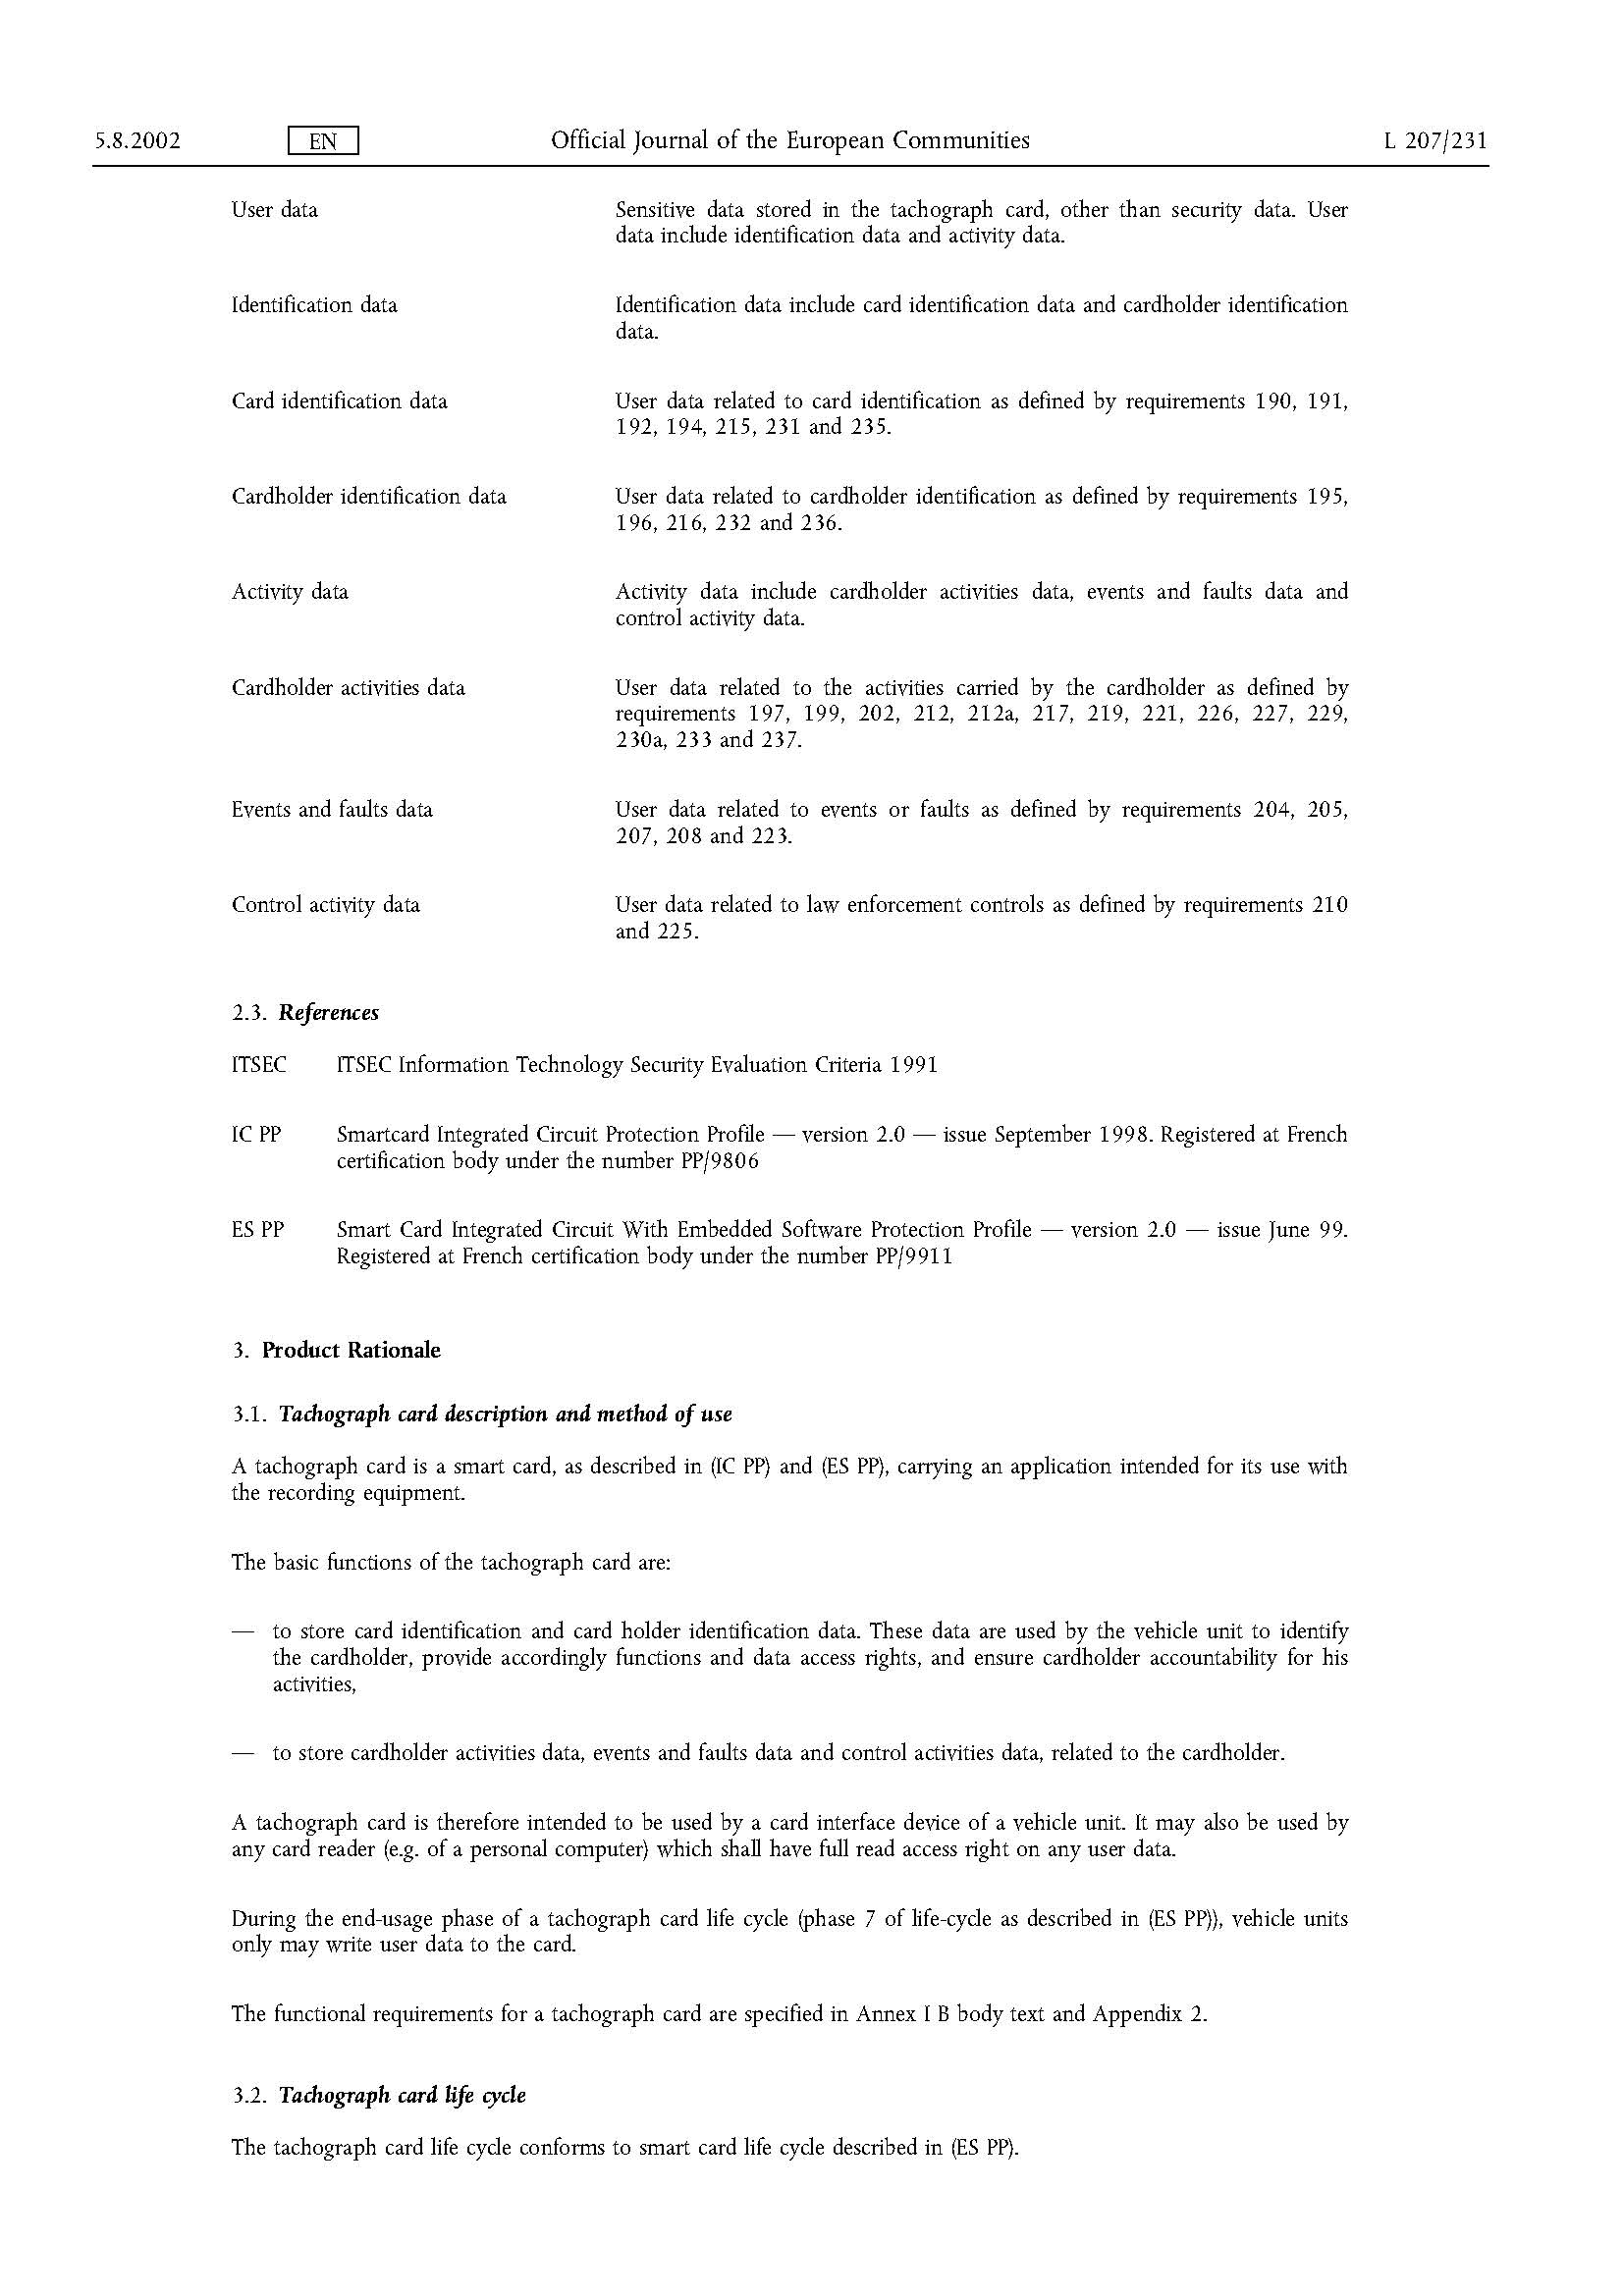 5.8.2002 EN Official Journal of the European Communities L 207/231
User data Sensitive data stored in the tachograph card, other than security data. User
data include identification data and activity data.
Identification data Identification data include card identification data and cardholder identification
data.
Card identification data User data related to card identification as defined by requirements 190, 191,
192, 194, 215, 231 and 235.
Cardholder identification data User data related to cardholder identification as defined by requirements 195,
196, 216, 232 and 236.
Activity data Activity data include cardholder activities data, events and faults data and
control activity data.
Cardholder activities data User data related to the activities carried by the cardholder as defined by
requirements 197, 199, 202, 212, 212a, 217, 219, 221, 226, 227, 229,
230a, 233 and 237.
Events and faults data User data related to events or faults as defined by requirements 204, 205,
207, 208 and 223.
Control activity data User data related to law enforcement controls as defined by requirements 210
and 225.
2.3. References
ITSEC ITSEC Information Technology Security Evaluation Criteria 1991
IC PP Smartcard Integrated Circuit Protection Profile — version 2.0 — issue September 1998. Registered at French
certification body under the number PP/9806
ES PP Smart Card Integrated Circuit With Embedded Software Protection Profile — version 2.0 — issue June 99.
Registered at French certification body under the number PP/9911
3. Product Rationale
3.1. Tachograph card description and method of use
A tachograph card is a smart card, as described in (IC PP) and (ES PP), carrying an application intended for its use with
the recording equipment.
The basic functions of the tachograph card are:
— to store card identification and card holder identification data. These data are used by the vehicle unit to identify
the cardholder, provide accordingly functions and data access rights, and ensure cardholder accountability for his
activities,
— to store cardholder activities data, events and faults data and control activities data, related to the cardholder.
A tachograph card is therefore intended to be used by a card interface device of a vehicle unit. It may also be used by
any card reader (e.g. of a personal computer) which shall have full read access right on any user data.
During the end-usage phase of a tachograph card life cycle (phase 7 of life-cycle as described in (ES PP)), vehicle units
only may write user data to the card.
The functional requirements for a tachograph card are specified in Annex I B body text and Appendix 2.
3.2. Tachograph card life cycle
The tachograph card life cycle conforms to smart card life cycle described in (ES PP).